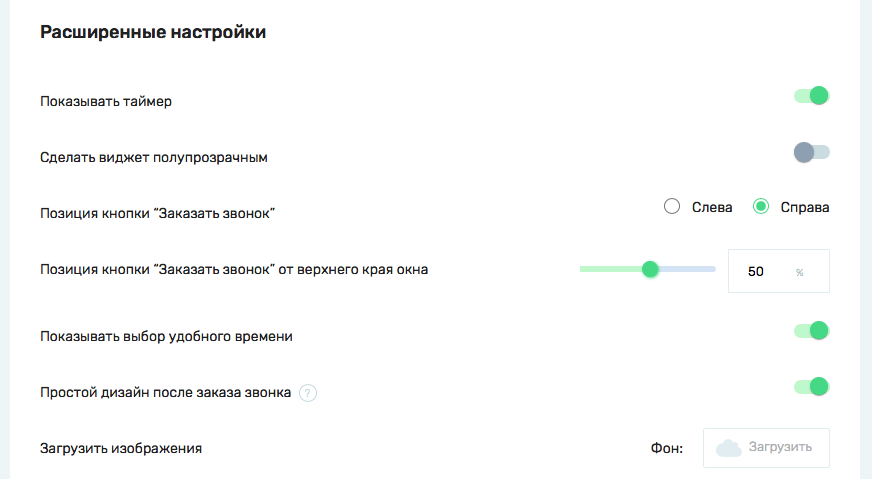 Расширенные настройки
Показывать таймер
Сделать виджет полупрозрачным
Позиция кнопки “Заказать звонок” Слева Справа
Позиция кнопки “Заказать звонок” от верхнего края окна 50 %
Показывать выбор удобного времени
Простой дизайн после заказа звонка ?
Загрузить изображения Фон: Загрузить